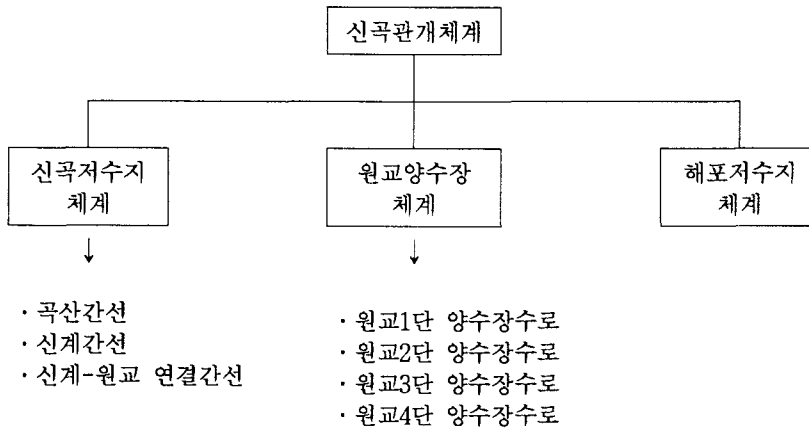 신곡관개체계
신곡저수지
체계
원교양수장
체계
해포저수지
체계
· 곡산간선
· 신계간선
· 신계-원교 연결간선
· 원교1단 양수장수로
· 원교2단 양수장수로
· 원교3단 양수장수로
· 원교4단 양수장수로